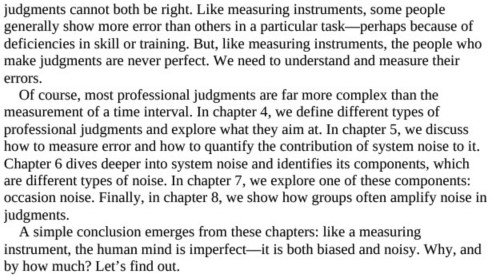 judgments cannot both be right. Like measuring instruments, some people
generally show more error than others in a particular task—perhaps because of
deficiencies in skill or training. But, like measuring instruments, the people who
make judgments are never perfect. We need to understand and measure their
errors.
Of course, most professional judgments are far more complex than the
measurement of a time interval. In chapter 4, we define different types of
professional judgments and explore what they aim at. In chapter 5, we discuss
how to measure error and how to quantify the contribution of system noise to it.
Chapter 6 dives deeper into system noise and identifies its components, which
are different types of noise. In chapter 7, we explore one of these components:
occasion noise. Finally, in chapter 8, we show how groups often amplify noise in
judgments.
A simple conclusion emerges from these chapters: like a measuring
instrument, the human mind is imperfect—it is both biased and noisy. Why, and
by how much? Let’s find out.